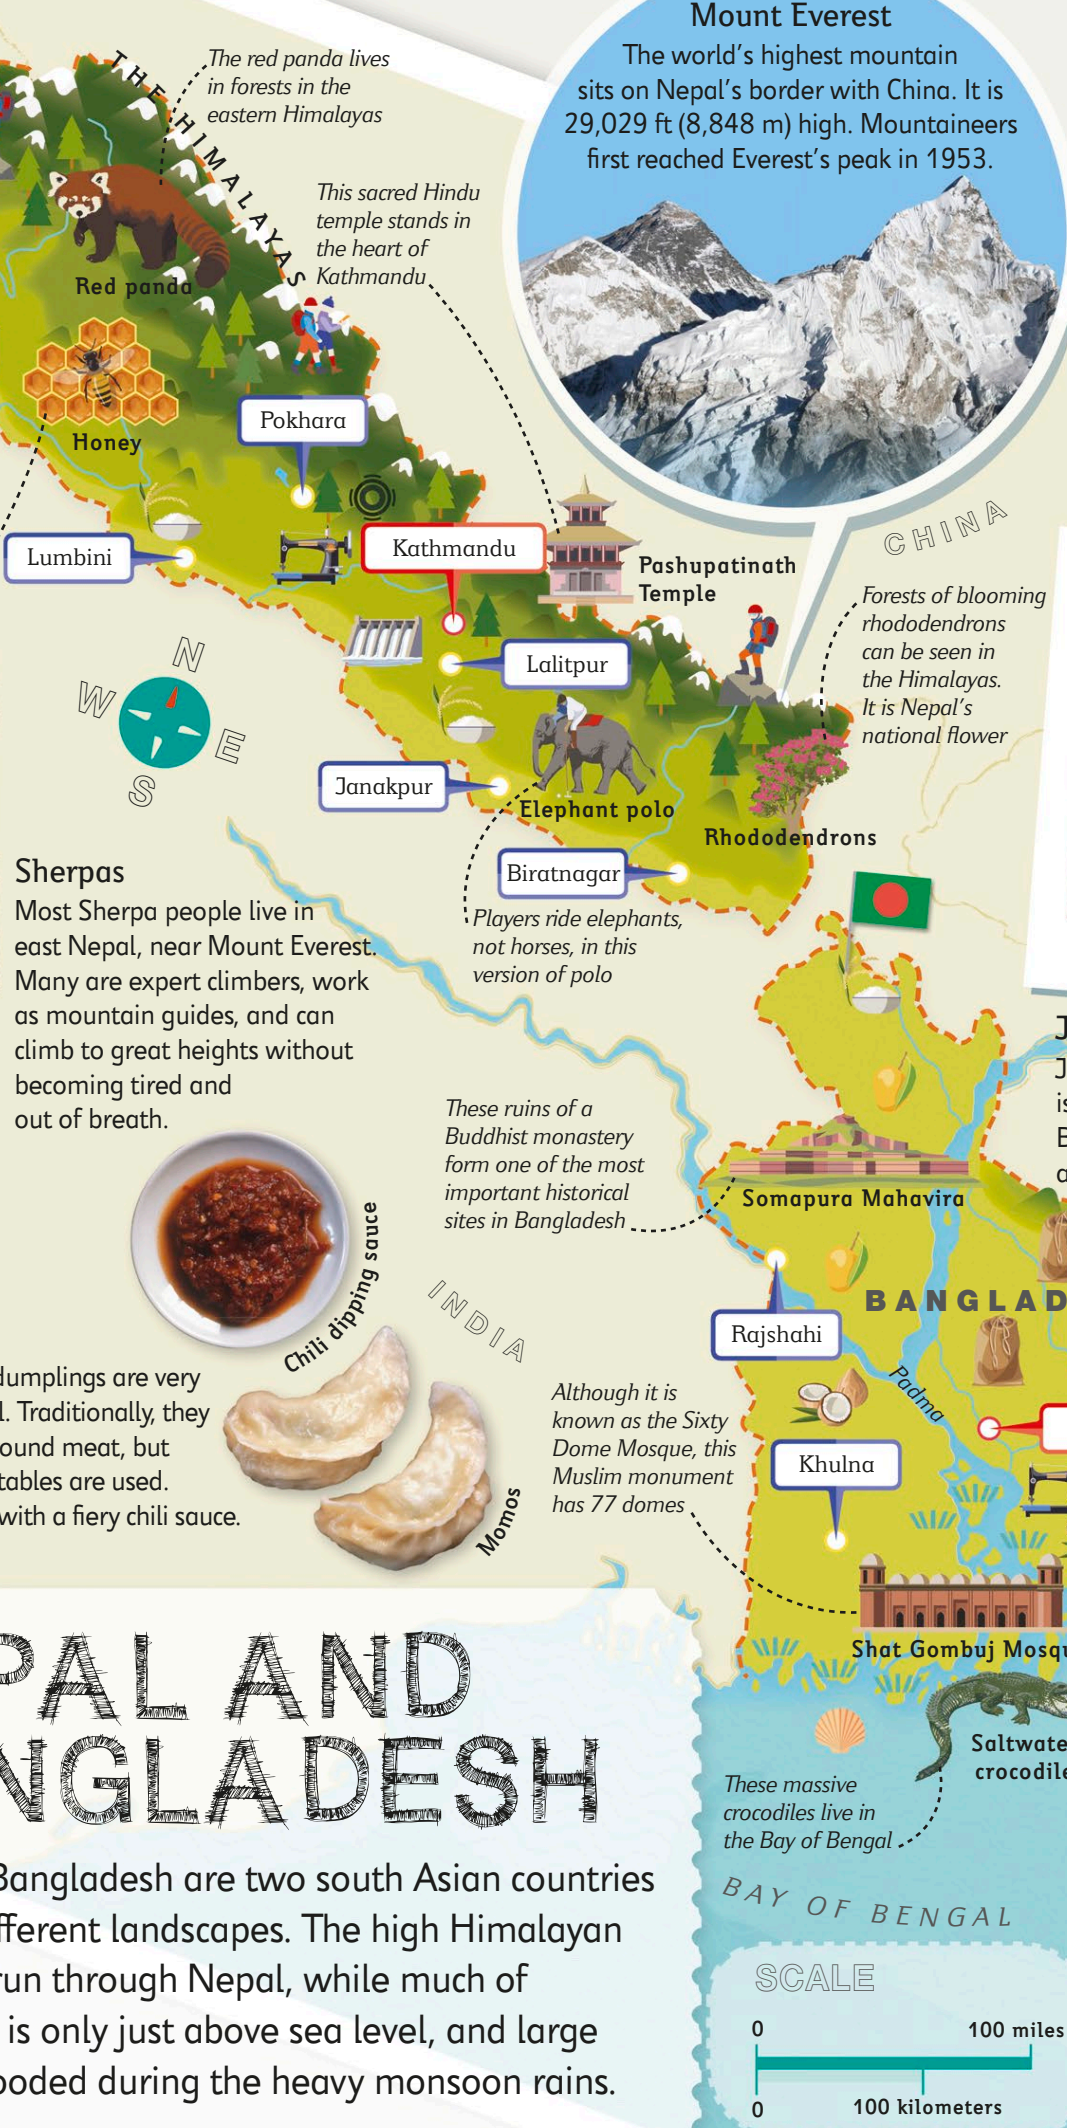 Mount Everest
The world's highest mountain
sits on Nepal's border with China. It is
29,029 ft (8,848 m) high. Mountaineers
first reached Everest's peak in 1953.
The red panda lives
in forests in the
eastern Himalayas
THE HIMALAYAS
This sacred Hindu
temple stands in
the heart of
Kathmandu
Red panda
Honey
Pokhara
Lumbini
Kathmandu
Pashupatinath
Temple
CHINA
Forests of blooming
rhododendrons
can be seen in
the Himalayas.
It is Nepal's
national flower
Lalitpur
N
W
E
S
Janakpur
Elephant polo
Rhododendrons
Biratnagar
Players ride elephants,
not horses, in this
version of polo
Sherpas
Most Sherpa people live in
east Nepal, near Mount Everest.
Many are expert climbers, work
as mountain guides, and can
climb to great heights without
becoming tired and
out of breath.
These ruins of a
Buddhist monastery
form one of the most
important historical
sites in Bangladesh
Somapura Mahavira
Chili dipping sauce
INDIA
BANGLAD
Rajshahi
Padma
dumplings are very
l. Traditionally, they
ound meat, but
tables are used.
with a fiery chili sauce.
Momos
Although it is
known as the Sixty
Dome Mosque, this
Muslim monument
has 77 domes
Khulna
Shat Gombuj Mosqu
Saltwate
crocodile
These massive
crocodiles live in
the Bay of Bengal
BAY OF BENGAL
PAL AND
NGLADESH
Bangladesh are two south Asian countries
fferent landscapes. The high Himalayan
run through Nepal, while much of
is only just above sea level, and large
ooded during the heavy monsoon rains.
SCALE
0 100 miles
0 100 kilometers